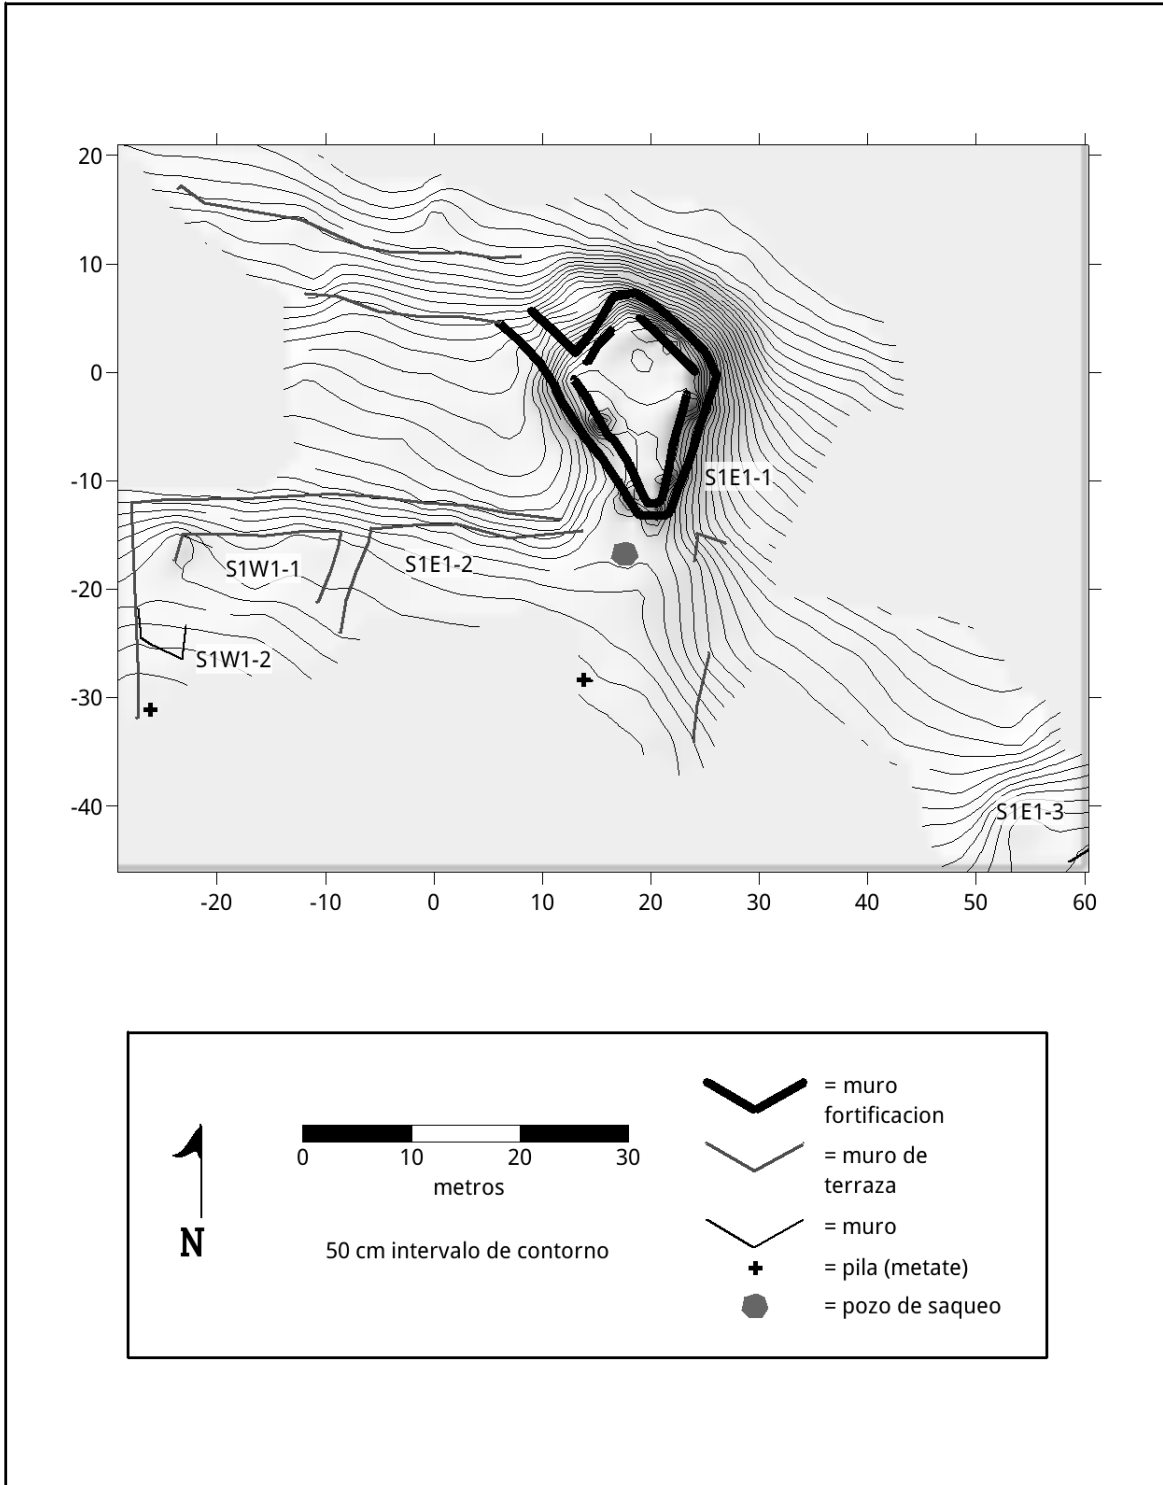 20
10
0
-10
-20
-30
-40
S1E1-1
S1W1-1
S1E1-2
S1W1-2
S1E1-3
-20 -10 0 10 20 30 40 50 60
N
0 10 20 30
metros
50 cm intervalo de contorno
= muro
fortificacion
= muro de
terraza
= muro
= pila (metate)
= pozo de saqueo